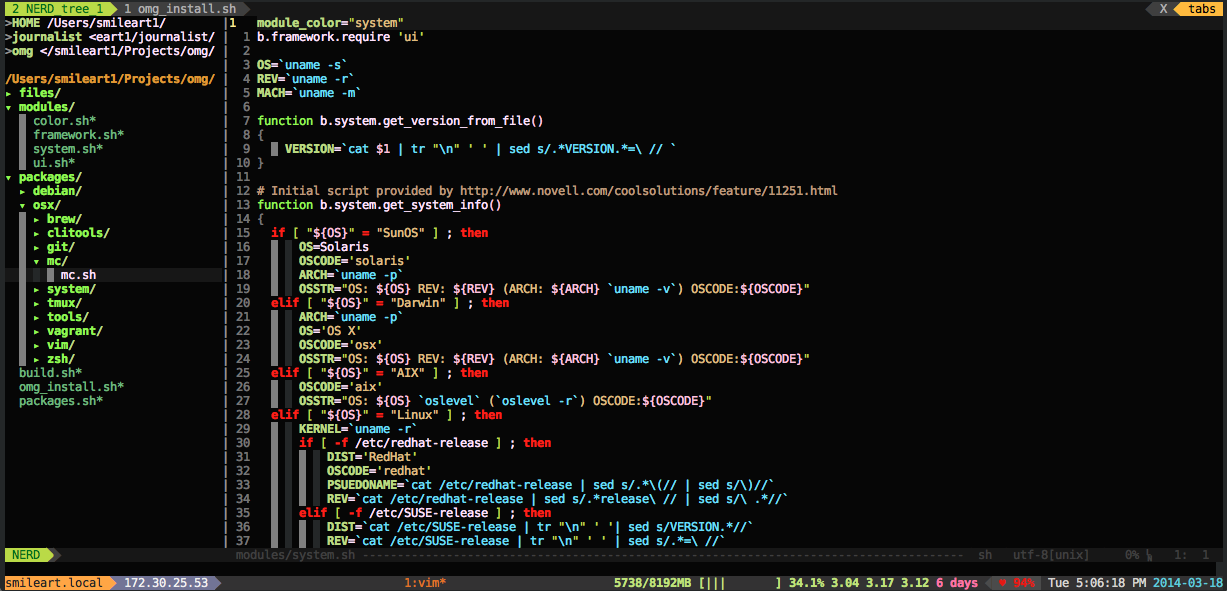 2 NERD_tree_1 1 omg_install.sh X tabs
>HOME /Users/smileart1/
>journalist <eart1/journalist/
>omg </smileart1/Projects/omg/
/Users/smileart1/Projects/omg/
▸ files/
▾ modules/
color.sh*
framework.sh*
system.sh*
ui.sh*
▾ packages/
▸ debian/
▾ osx/
▸ brew/
▸ clitools/
▸ git/
▾ mc/
mc.sh
▸ system/
▸ tmux/
▸ tools/
▸ vagrant/
▸ vim/
▸ zsh/
build.sh*
omg_install.sh*
packages.sh*
1 module_color="system"
1 b.framework.require 'ui'
2
3 OS=`uname -s`
4 REV=`uname -r`
5 MACH=`uname -m`
6
7 function b.system.get_version_from_file()
8 {
9 VERSION=`cat $1 | tr "\n" ' ' | sed s/.*VERSION.*=\ // `
10 }
11
12 # Initial script provided by http://www.novell.com/coolsolutions/feature/11251.html
13 function b.system.get_system_info()
14 {
15 if [ "${OS}" = "SunOS" ] ; then
16 OS=Solaris
17 OSCODE='solaris'
18 ARCH=`uname -p`
19 OSSTR="OS: ${OS} REV: ${REV} (ARCH: ${ARCH} `uname -v`) OSCODE:${OSCODE}"
20 elif [ "${OS}" = "Darwin" ] ; then
21 ARCH=`uname -p`
22 OS='OS X'
23 OSCODE='osx'
24 OSSTR="OS: ${OS} REV: ${REV} (ARCH: ${ARCH} `uname -v`) OSCODE:${OSCODE}"
25 elif [ "${OS}" = "AIX" ] ; then
26 OSCODE='aix'
27 OSSTR="OS: ${OS} `oslevel` (`oslevel -r`) OSCODE:${OSCODE}"
28 elif [ "${OS}" = "Linux" ] ; then
29 KERNEL=`uname -r`
30 if [ -f /etc/redhat-release ] ; then
31 DIST='RedHat'
32 OSCODE='redhat'
33 PSUEDONAME=`cat /etc/redhat-release | sed s/.*\(// | sed s/\)//`
34 REV=`cat /etc/redhat-release | sed s/.*release\ // | sed s/\ .*//`
35 elif [ -f /etc/SUSE-release ] ; then
36 DIST=`cat /etc/SUSE-release | tr "\n" ' '| sed s/VERSION.*//`
37 REV=`cat /etc/SUSE-release | tr "\n" ' ' | sed s/.*=\ //`
NERD modules/system.sh sh utf-8[unix] 0% 1: 1
smileart.local 172.30.25.53 1:vim* 5738/8192MB [||| ] 34.1% 3.04 3.17 3.12 6 days ♥ 94% Tue 5:06:18 PM 2014-03-18